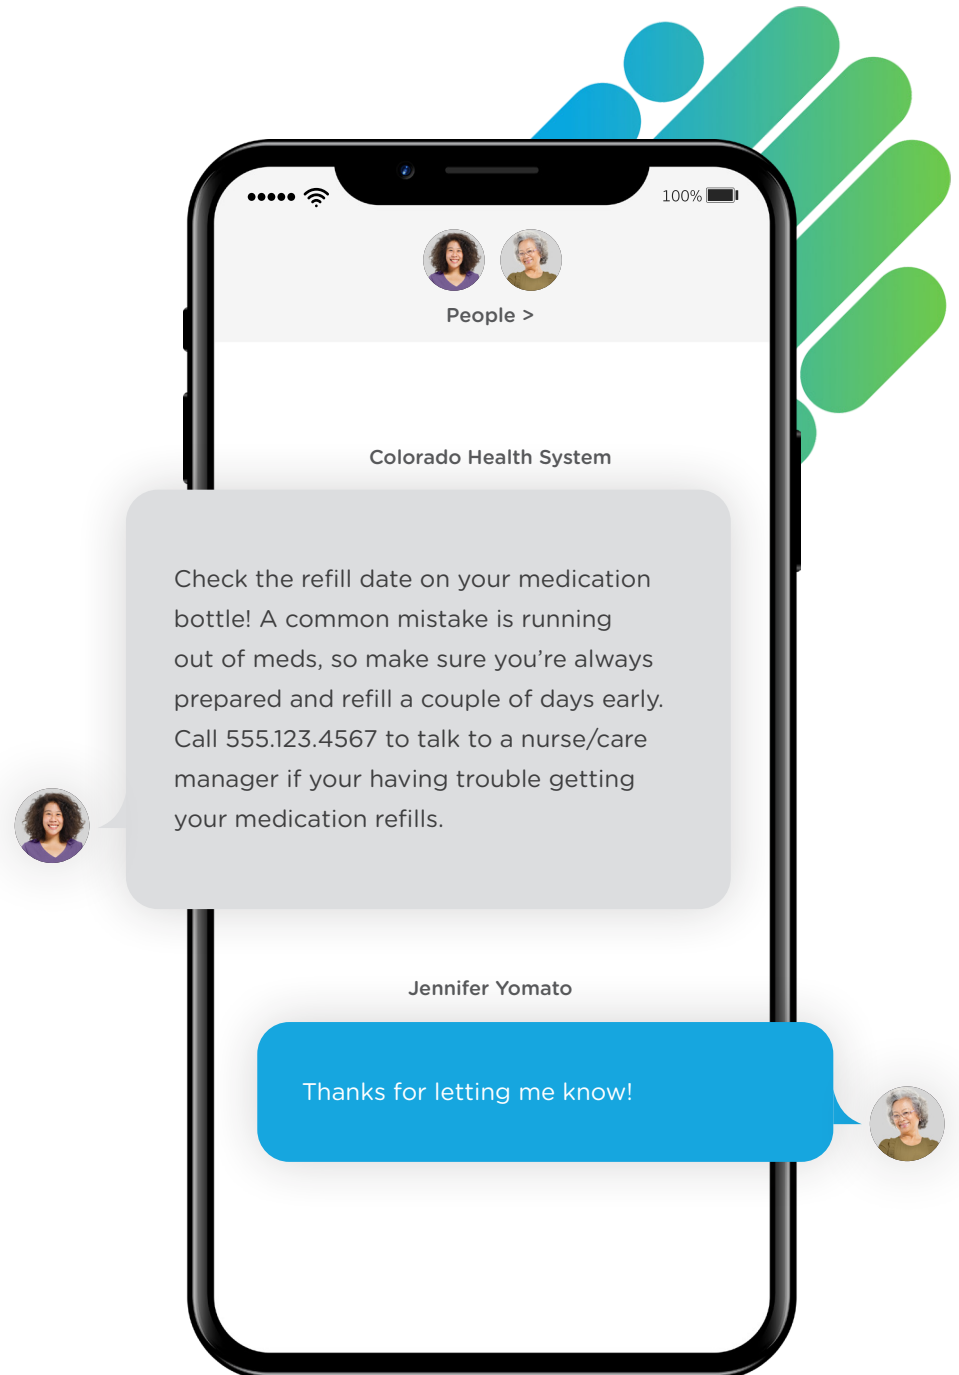 100%
People >
Colorado Health System
Check the refill date on your medication
bottle! A common mistake is running
out of meds, so make sure you’re always
prepared and refill a couple of days early.
Call 555.123.4567 to talk to a nurse/care
manager if your having trouble getting
your medication refills.
Jennifer Yomato
Thanks for letting me know!